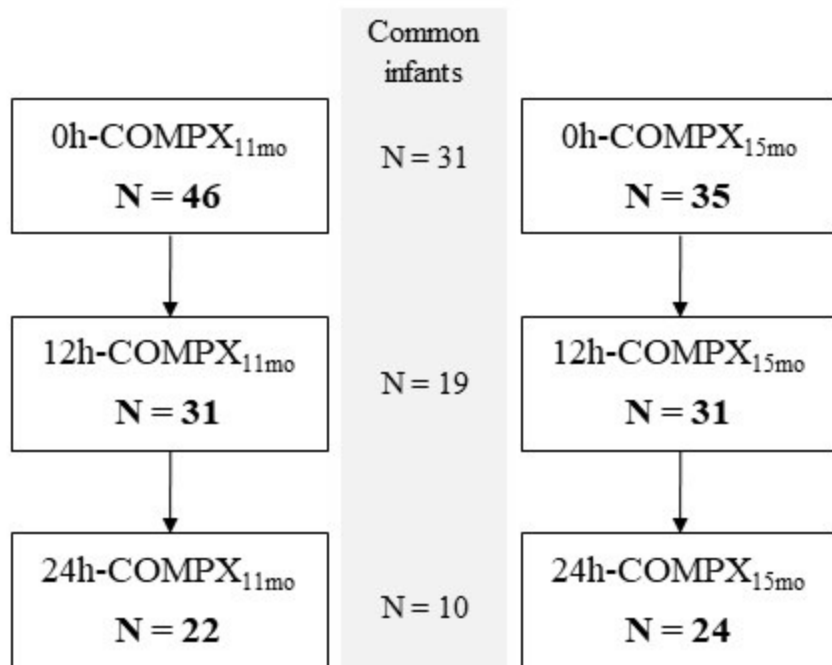 Common
infants
0h-COMPX₁₁ₘₒ
N = 46
N = 31
0h-COMPX₁₅ₘₒ
N = 35
12h-COMPX₁₁ₘₒ
N = 31
N = 19
12h-COMPX₁₅ₘₒ
N = 31
24h-COMPX₁₁ₘₒ
N = 22
N = 10
24h-COMPX₁₅ₘₒ
N = 24